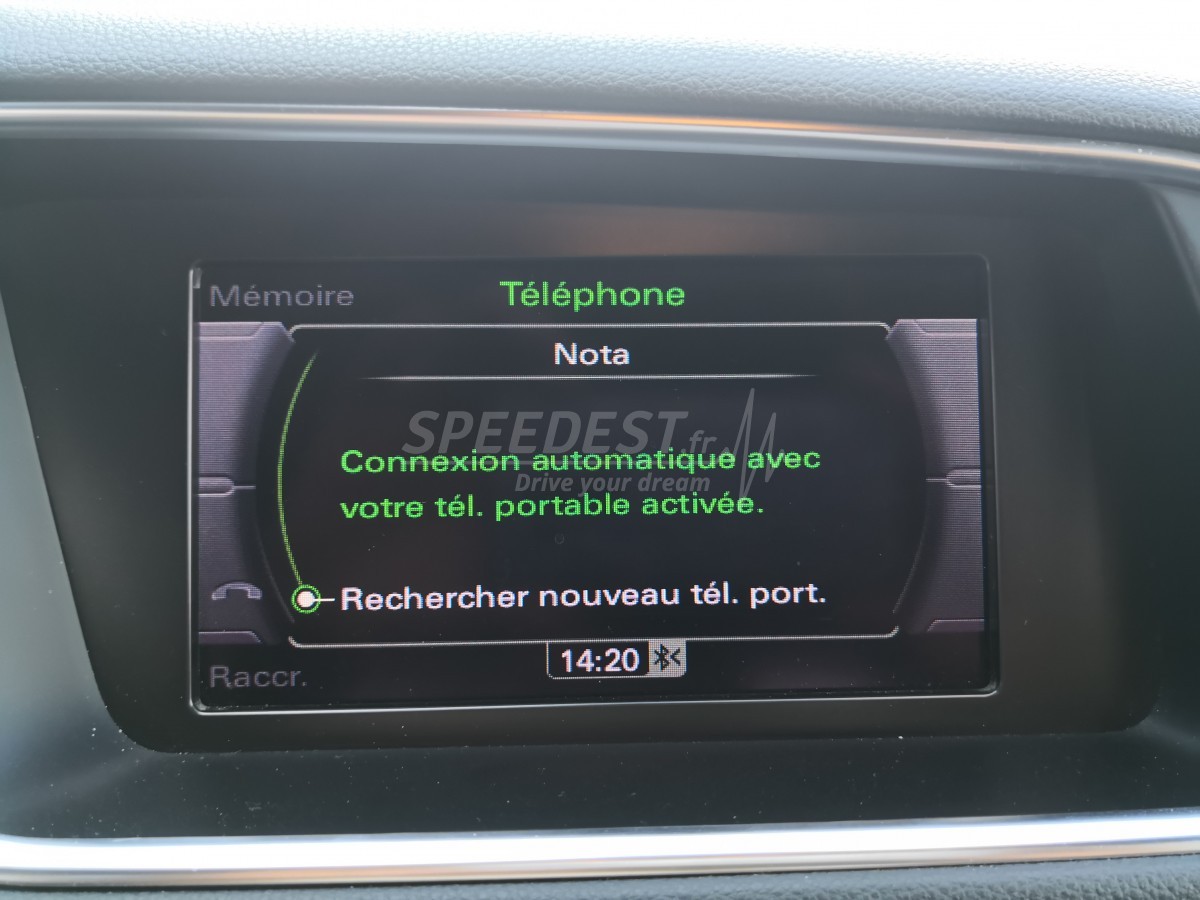 Mémoire
Téléphone
Nota
SPEEDEST.fr
Connexion automatique avec
Drive your dream
votre tél. portable activée.
Rechercher nouveau tél. port.
14:20
Raccr.